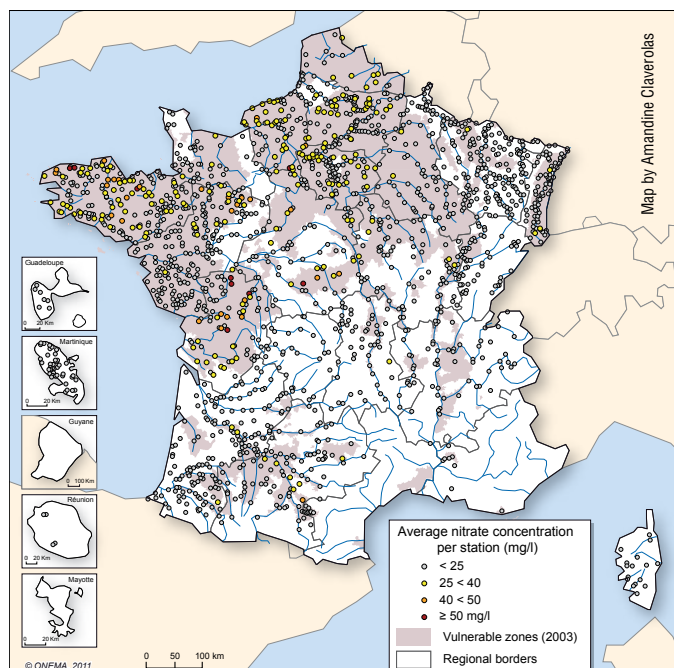 Map by Amandine Claverolas
Guadeloupe
0 20 Km
Martinique
0 20 Km
Guyane
0 100 Km
Réunion
0 20 Km
Mayotte
0 20 Km
Average nitrate concentration
per station (mg/l)
< 25
25 < 40
40 < 50
≥ 50 mg/l
Vulnerable zones (2003)
Regional borders
0 50 100 km
© ONEMA, 2011